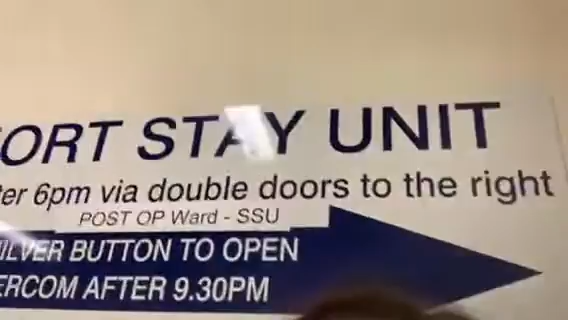 ORT STAY UNIT
ter 6pm via double doors to the right
POST OP Ward - SSU
ILVER BUTTON TO OPEN
ERCOM AFTER 9.30PM